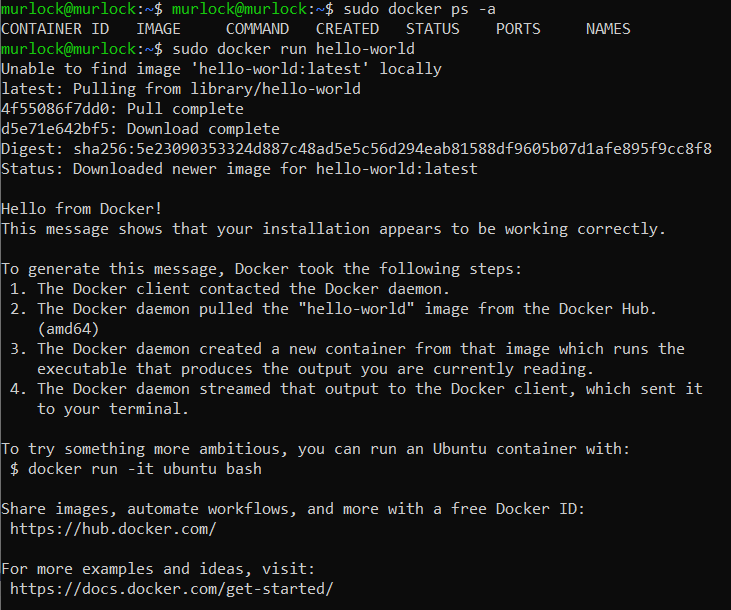 murlock@murlock:~$ murlock@murlock:~$ sudo docker ps -a
CONTAINER ID   IMAGE     COMMAND   CREATED   STATUS    PORTS     NAMES
murlock@murlock:~$ sudo docker run hello-world
Unable to find image 'hello-world:latest' locally
latest: Pulling from library/hello-world
4f55086f7dd0: Pull complete
d5e71e642bf5: Download complete
Digest: sha256:5e23090353324d887c48ad5e5c56d294eab81588df9605b07d1afe895f9cc8f8
Status: Downloaded newer image for hello-world:latest

Hello from Docker!
This message shows that your installation appears to be working correctly.

To generate this message, Docker took the following steps:
 1. The Docker client contacted the Docker daemon.
 2. The Docker daemon pulled the "hello-world" image from the Docker Hub.
    (amd64)
 3. The Docker daemon created a new container from that image which runs the
    executable that produces the output you are currently reading.
 4. The Docker daemon streamed that output to the Docker client, which sent it
    to your terminal.

To try something more ambitious, you can run an Ubuntu container with:
 $ docker run -it ubuntu bash

Share images, automate workflows, and more with a free Docker ID:
 https://hub.docker.com/

For more examples and ideas, visit:
 https://docs.docker.com/get-started/